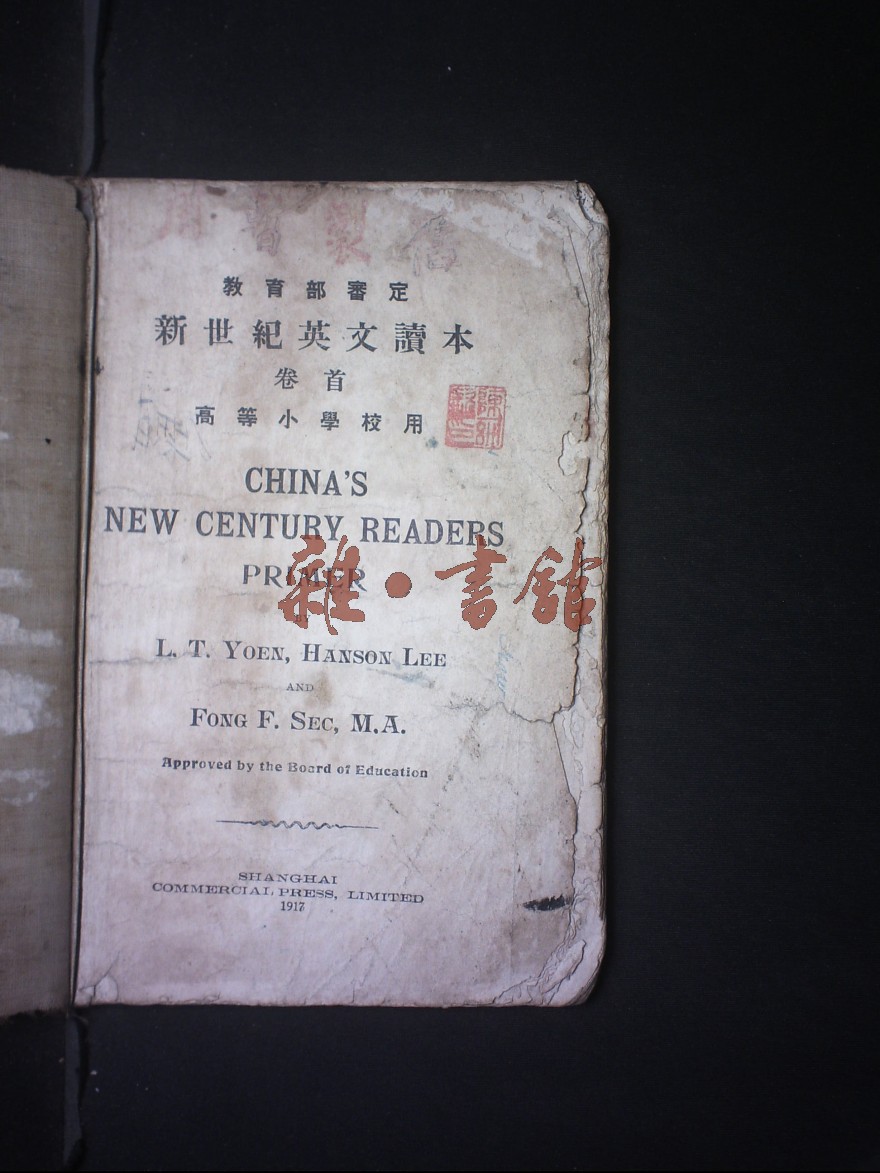 教育部審定
新世紀英文讀本
卷首
高等小學校用
CHINA'S
NEW CENTURY READERS
PRIMER
雜·書館
BY
L. T. YOEN, HANSON LEE
AND
FONG F. SEC, M.A.
Approved by the Board of Education
SHANGHAI
COMMERCIAL PRESS, LIMITED